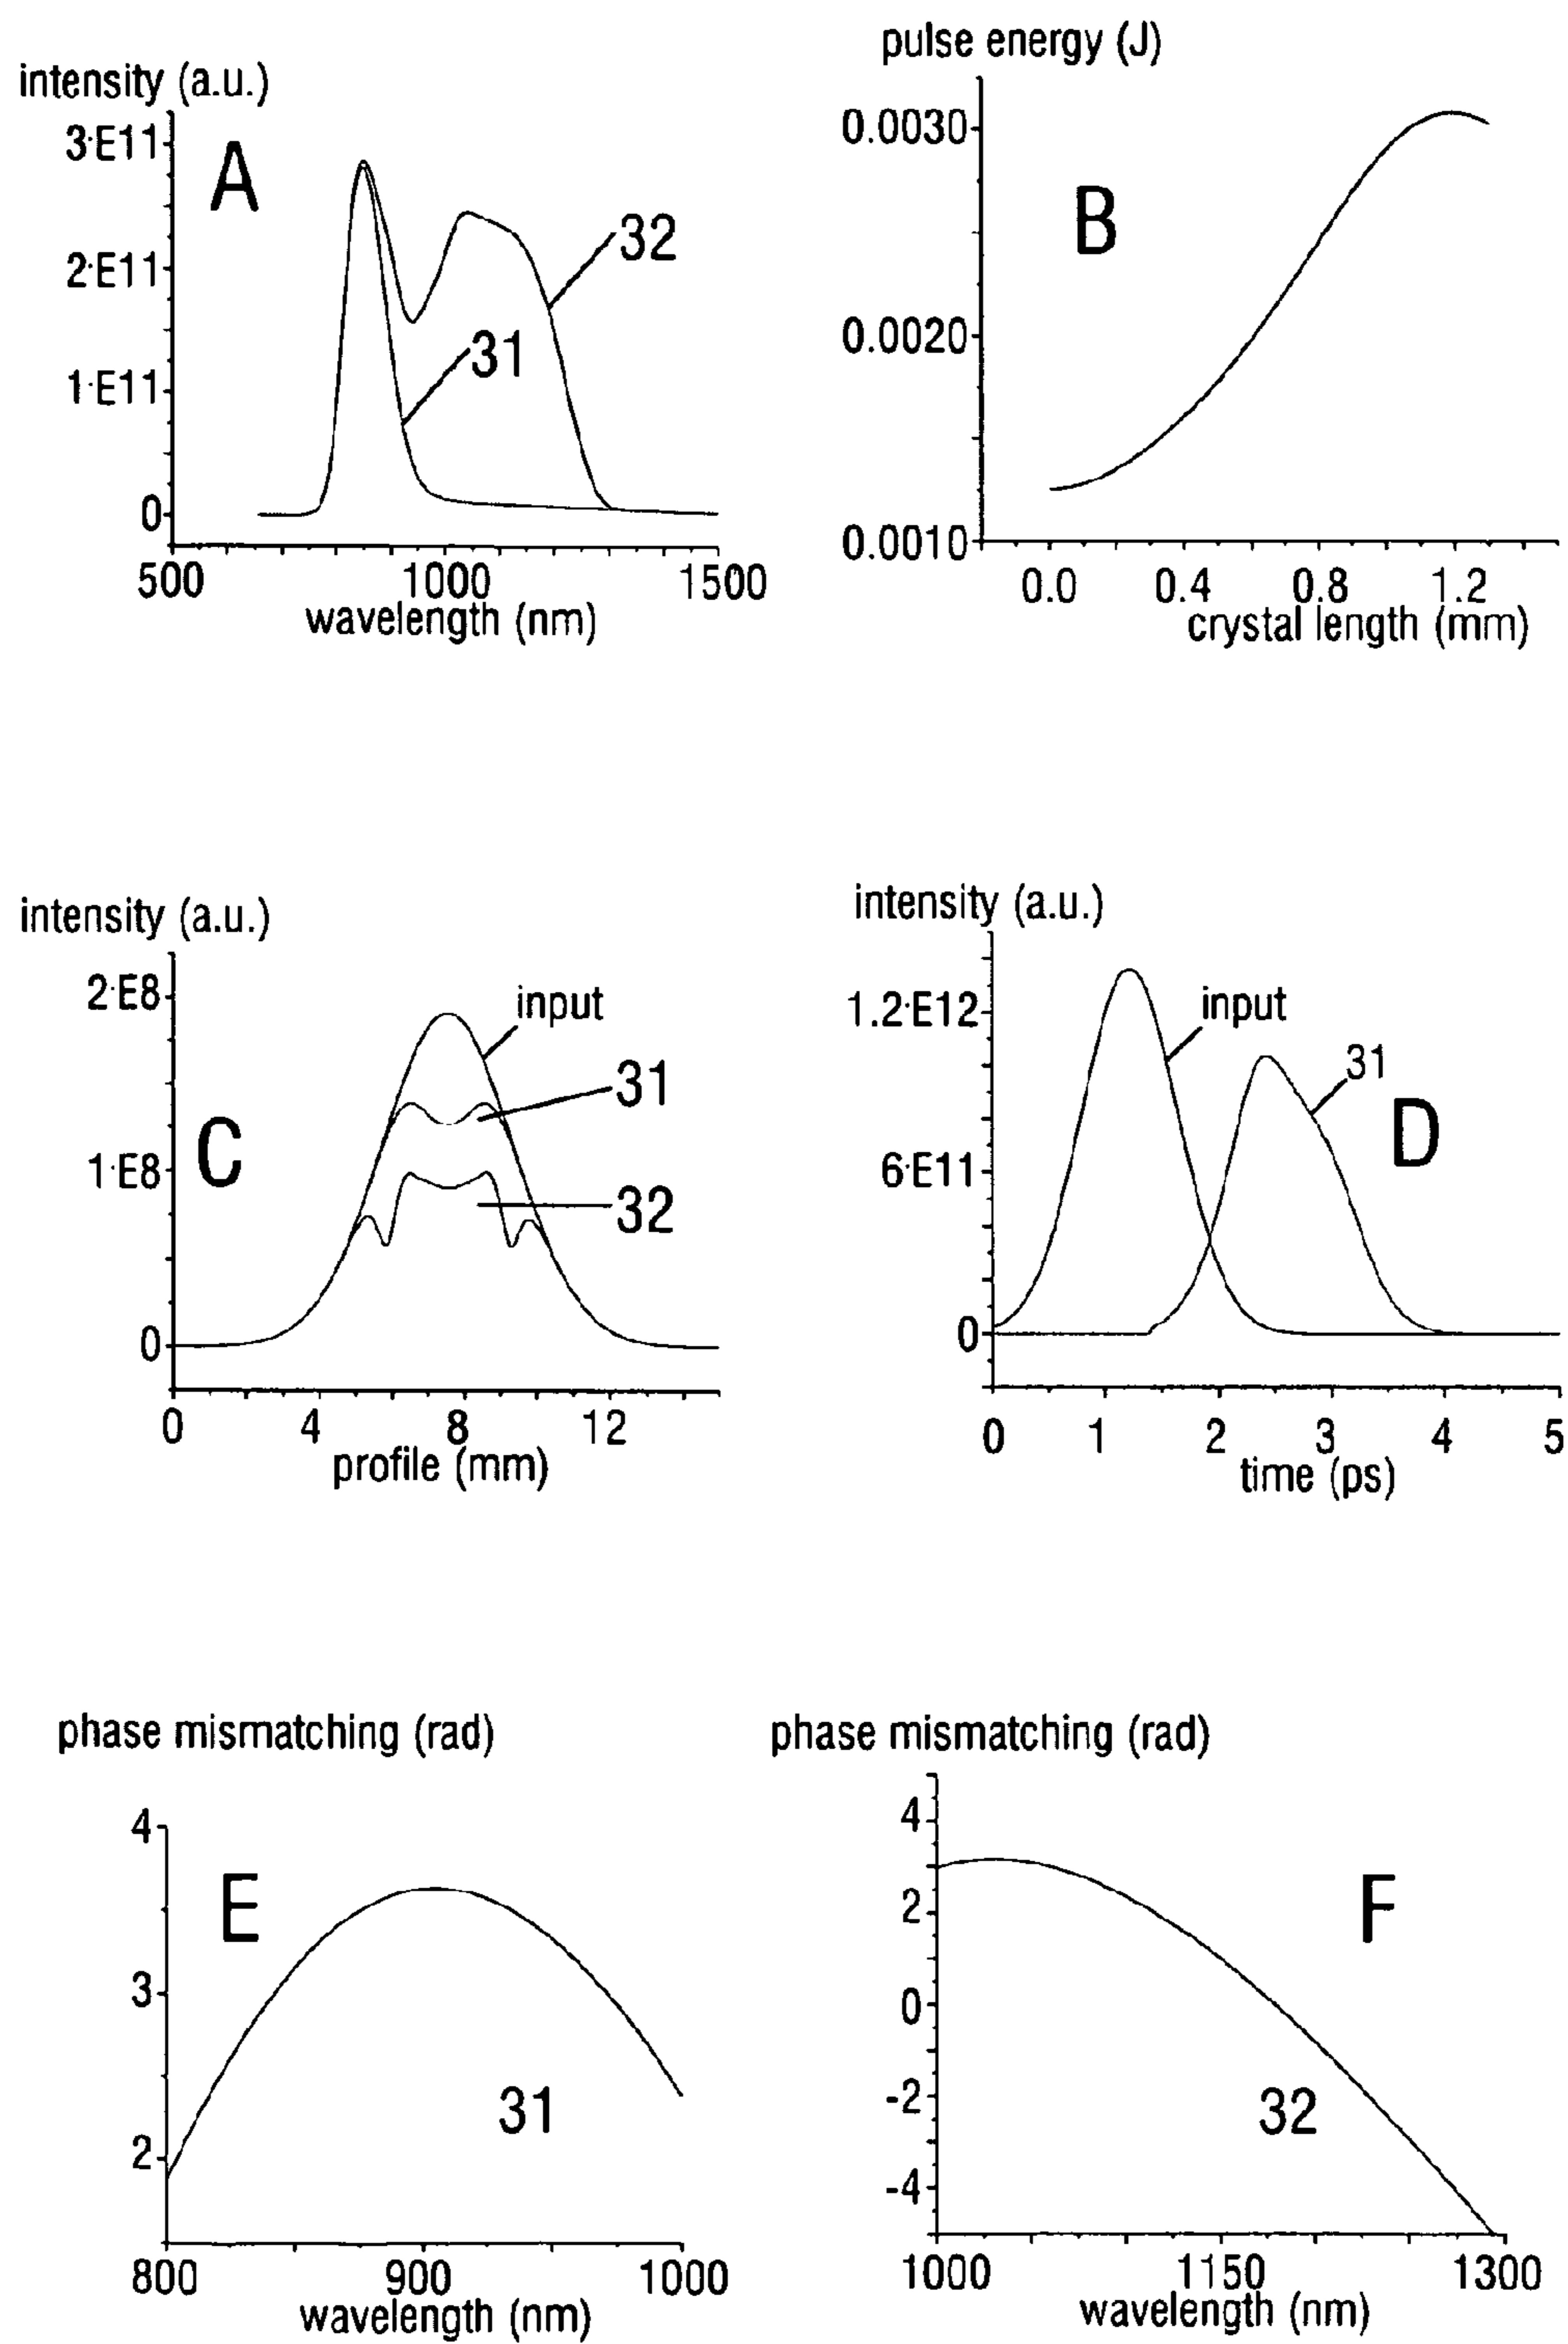 intensity (a.u.)
3·E11
A
2·E11
32
31
1·E11
0
500 1000 1500
wavelength (nm)
pulse energy (J)
0.0030
B
0.0020
0.0010
0.0 0.4 0.8 1.2
crystal length (mm)
intensity (a.u.)
2·E8
input
31
C
1·E8
32
0
0 4 8 12
profile (mm)
intensity (a.u.)
1.2·E12
input
31
D
6·E11
0
0 1 2 3 4 5
time (ps)
phase mismatching (rad)
4
E
3
31
2
800 900 1000
wavelength (nm)
phase mismatching (rad)
4
F
2
0
-2
32
-4
1000 1150 1300
wavelength (nm)